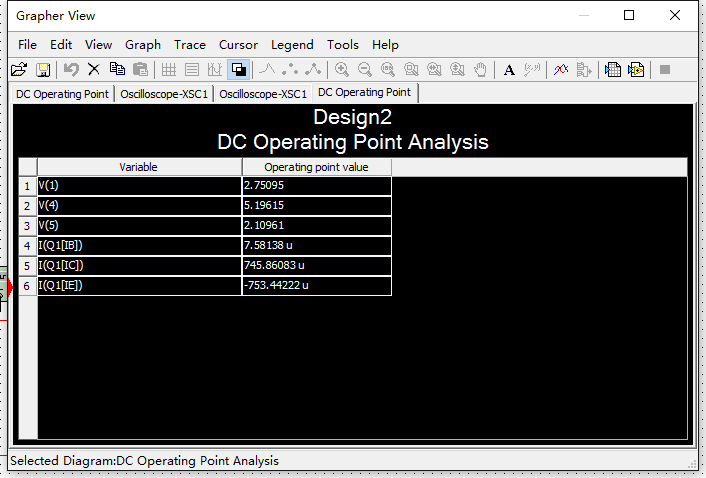 Grapher View
File Edit View Graph Trace Cursor Legend Tools Help
DC Operating Point Oscilloscope-XSC1 Oscilloscope-XSC1 DC Operating Point
Design2
DC Operating Point Analysis
Variable Operating point value
1 V(1) 2.75095
2 V(4) 5.19615
3 V(5) 2.10961
4 I(Q1[IB]) 7.58138 u
5 I(Q1[IC]) 745.86083 u
6 I(Q1[IE]) -753.44222 u
Selected Diagram:DC Operating Point Analysis